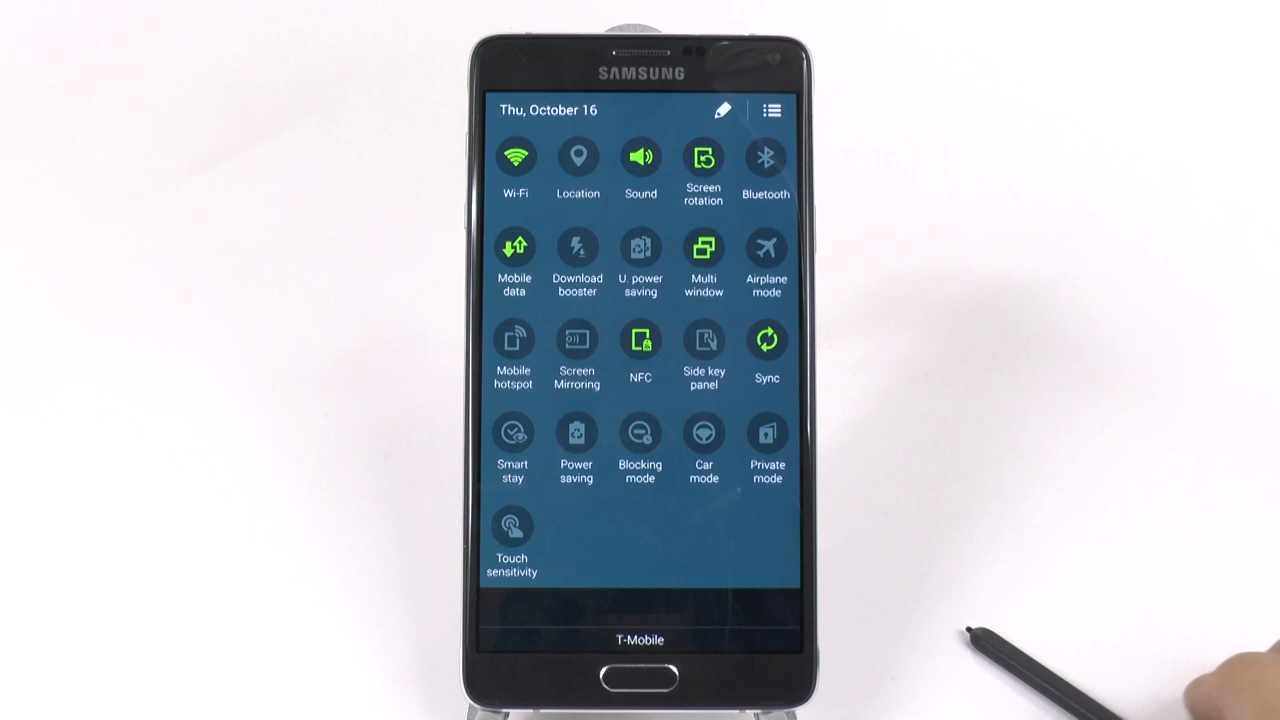 SAMSUNG
Thu, October 16
Wi-Fi
Location
Sound
Screen
rotation
Bluetooth
Mobile
data
Download
booster
U. power
saving
Multi
window
Airplane
mode
Mobile
hotspot
Screen
Mirroring
NFC
Side key
panel
Sync
Smart
stay
Power
saving
Blocking
mode
Car
mode
Private
mode
Touch
sensitivity
T-Mobile